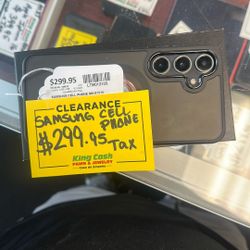 $299.95
CLEARANCE
SAMSUNG CELL
PHONE
$299.95
TAX
King Cash
PAWN & JEWELRY